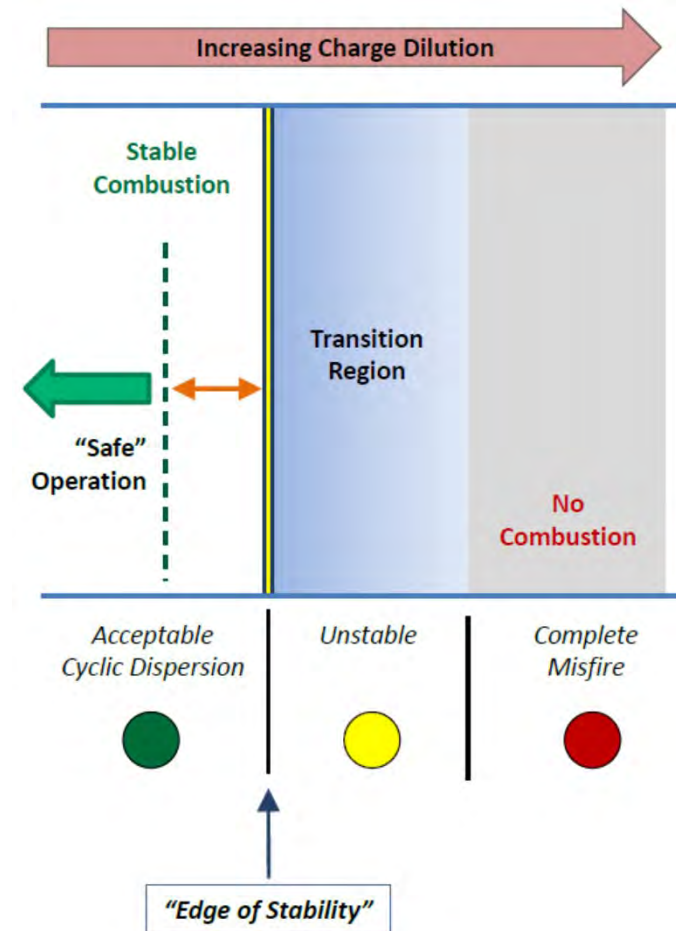 Increasing Charge Dilution
Stable
Combustion
Transition
Region
“Safe”
Operation
No
Combustion
Acceptable
Cyclic Dispersion
Unstable
Complete
Misfire
“Edge of Stability”